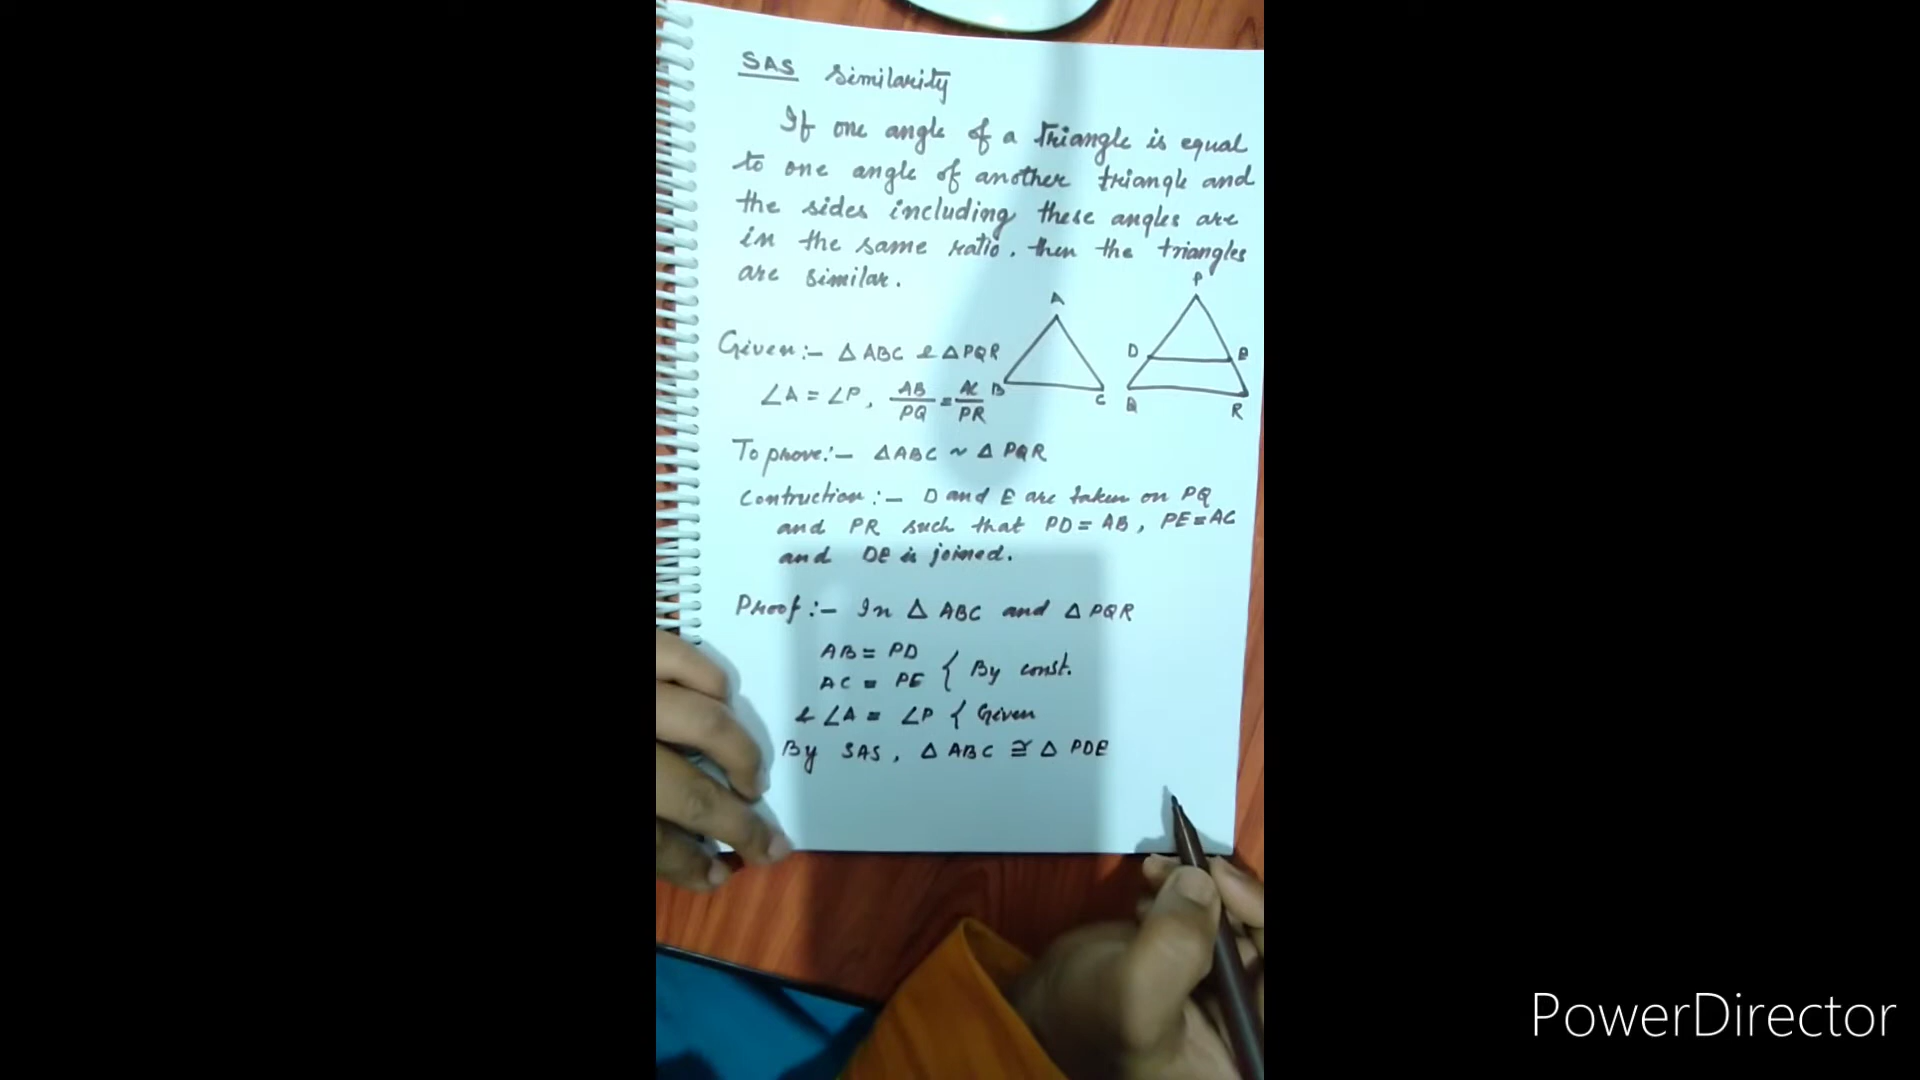 SAS Similarity
If one angle of a triangle is equal
to one angle of another triangle and
the sides including these angles are
in the same ratio, then the triangles
are similar.
A
P
D
E
B
C
Q
R
Given :- △ ABC & △ PQR
∠A = ∠P, AB/PQ = AC/PR
To prove :- △ ABC ~ △ PQR
Contruction :- D and E are taken on PQ
and PR such that PD = AB, PE = AC
and DE is joined.
Proof :- In △ ABC and △ PQR
AB = PD
AC = PE { By const.
& ∠A = ∠P { Given
By SAS, △ ABC ≅ △ PDE
PowerDirector